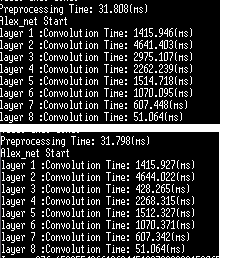 Preprocessing Time: 31.808(ms)
Alex_net Start
layer 1 :Convolution Time: 1415.946(ms)
layer 2 :Convolution Time: 4641.403(ms)
layer 3 :Convolution Time: 2975.107(ms)
layer 4 :Convolution Time: 2262.239(ms)
layer 5 :Convolution Time: 1514.718(ms)
layer 6 :Convolution Time: 1070.095(ms)
layer 7 :Convolution Time: 607.448(ms)
layer 8 :Convolution Time: 51.064(ms)
Preprocessing Time: 31.798(ms)
Alex_net Start
layer 1 :Convolution Time: 1415.927(ms)
layer 2 :Convolution Time: 4644.022(ms)
layer 3 :Convolution Time: 428.265(ms)
layer 4 :Convolution Time: 2268.315(ms)
layer 5 :Convolution Time: 1512.327(ms)
layer 6 :Convolution Time: 1070.371(ms)
layer 7 :Convolution Time: 607.342(ms)
layer 8 :Convolution Time: 51.064(ms)